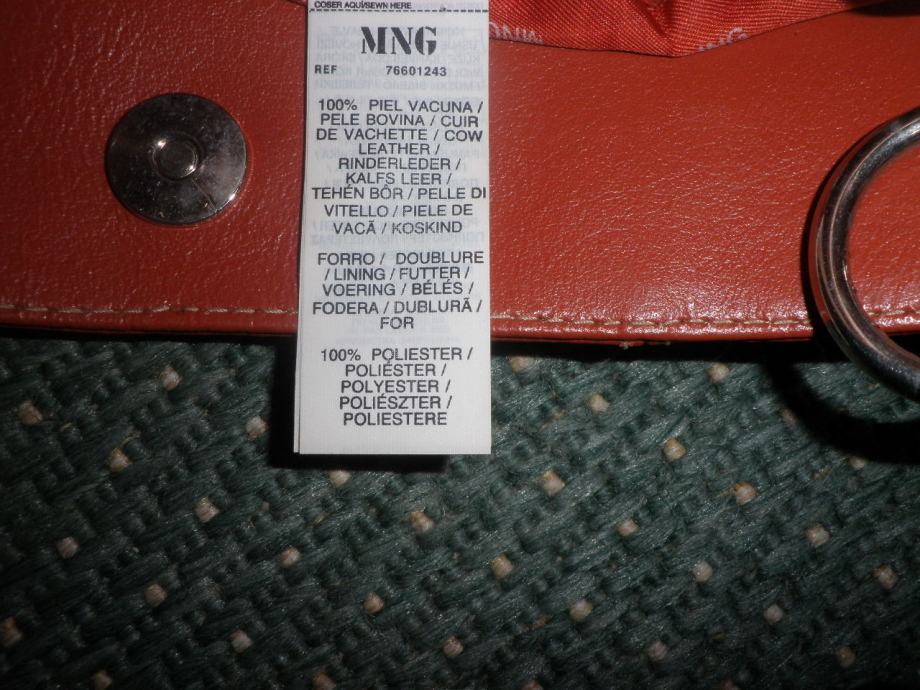 COSER AQUI/SEWN HERE
MNG
MNG
REF 76601243
100% PIEL VACUNA /
PELE BOVINA / CUIR
DE VACHETTE / COW
LEATHER /
RINDERLEDER /
KALFS LEER /
TEHÉN BÔR / PELLE DI
VITELLO / PIELE DE
VACĂ / KOSKIND
FORRO / DOUBLURE
/ LINING / FUTTER /
VOERING / BÉLÉS /
FODERA / DUBLURĂ /
FOR
100% POLIESTER /
POLIÉSTER /
POLYESTER /
POLIÉSZTER /
POLIESTERE